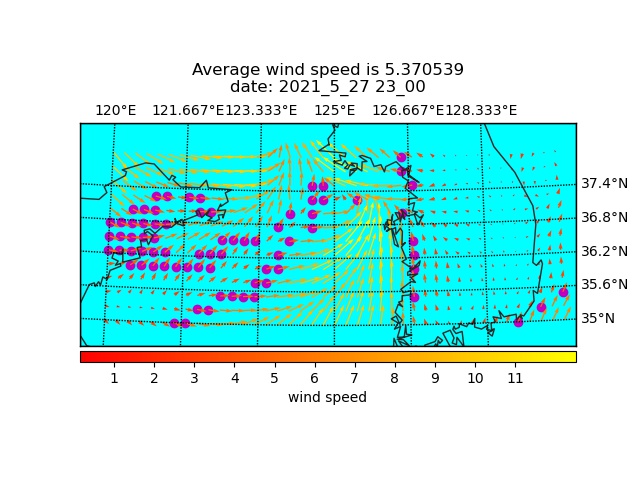 Average wind speed is 5.370539
date: 2021_5_27 23_00
120°E 121.667°E 123.333°E 125°E 126.667°E 128.333°E
37.4°N
36.8°N
36.2°N
35.6°N
35°N
1 2 3 4 5 6 7 8 9 10 11
wind speed